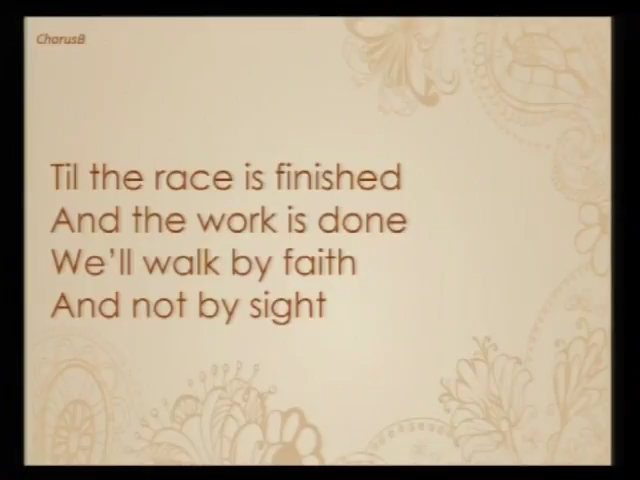 ChorusB
Til the race is finished
And the work is done
We'll walk by faith
And not by sight